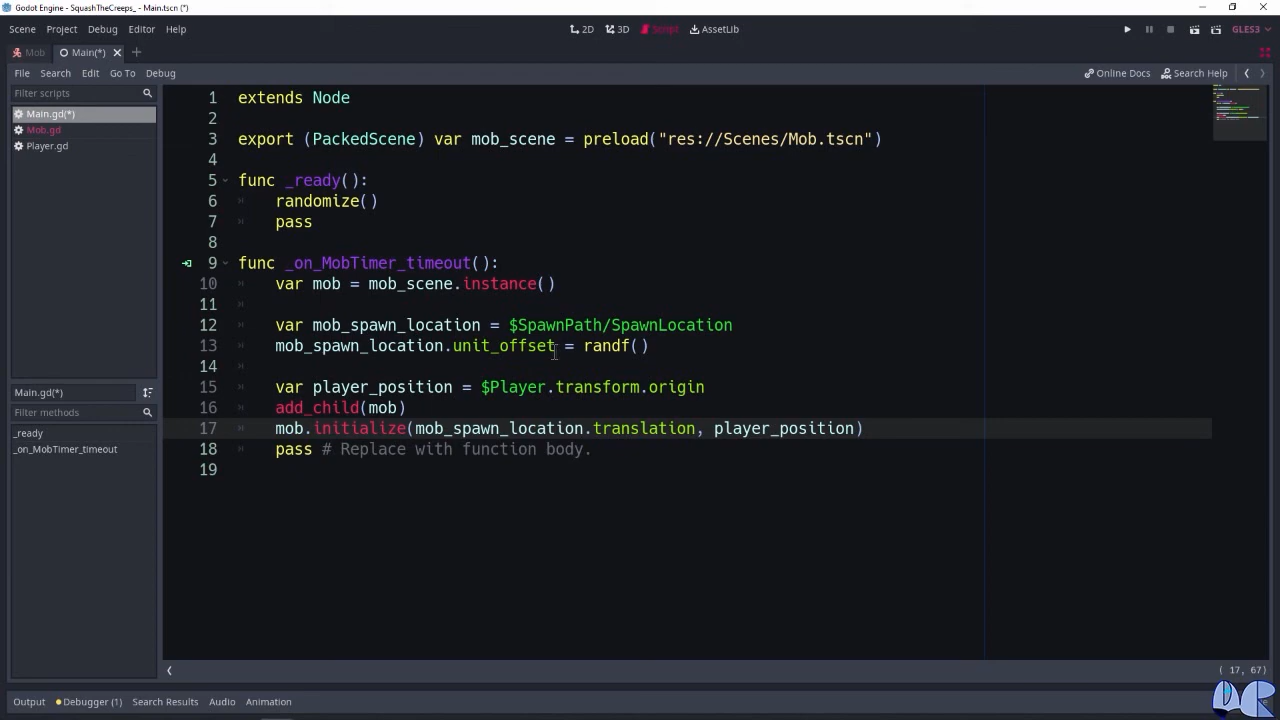 Godot Engine - SquashTheCreeps_ - Main.tscn (*)
Scene Project Debug Editor Help
2D 3D Script AssetLib
GLES3
Mob Main(*)
File Search Edit Go To Debug
Online Docs Search Help
Filter scripts
Main.gd(*)
Mob.gd
Player.gd
Main.gd(*)
Filter methods
_ready
_on_MobTimer_timeout
1 extends Node
2
3 export (PackedScene) var mob_scene = preload("res://Scenes/Mob.tscn")
4
5 func _ready():
6 randomize()
7 pass
8
9 func _on_MobTimer_timeout():
10 var mob = mob_scene.instance()
11
12 var mob_spawn_location = $SpawnPath/SpawnLocation
13 mob_spawn_location.unit_offset = randf()
14
15 var player_position = $Player.transform.origin
16 add_child(mob)
17 mob.initialize(mob_spawn_location.translation, player_position)
18 pass # Replace with function body.
19
( 17, 67)
Output Debugger (1) Search Results Audio Animation